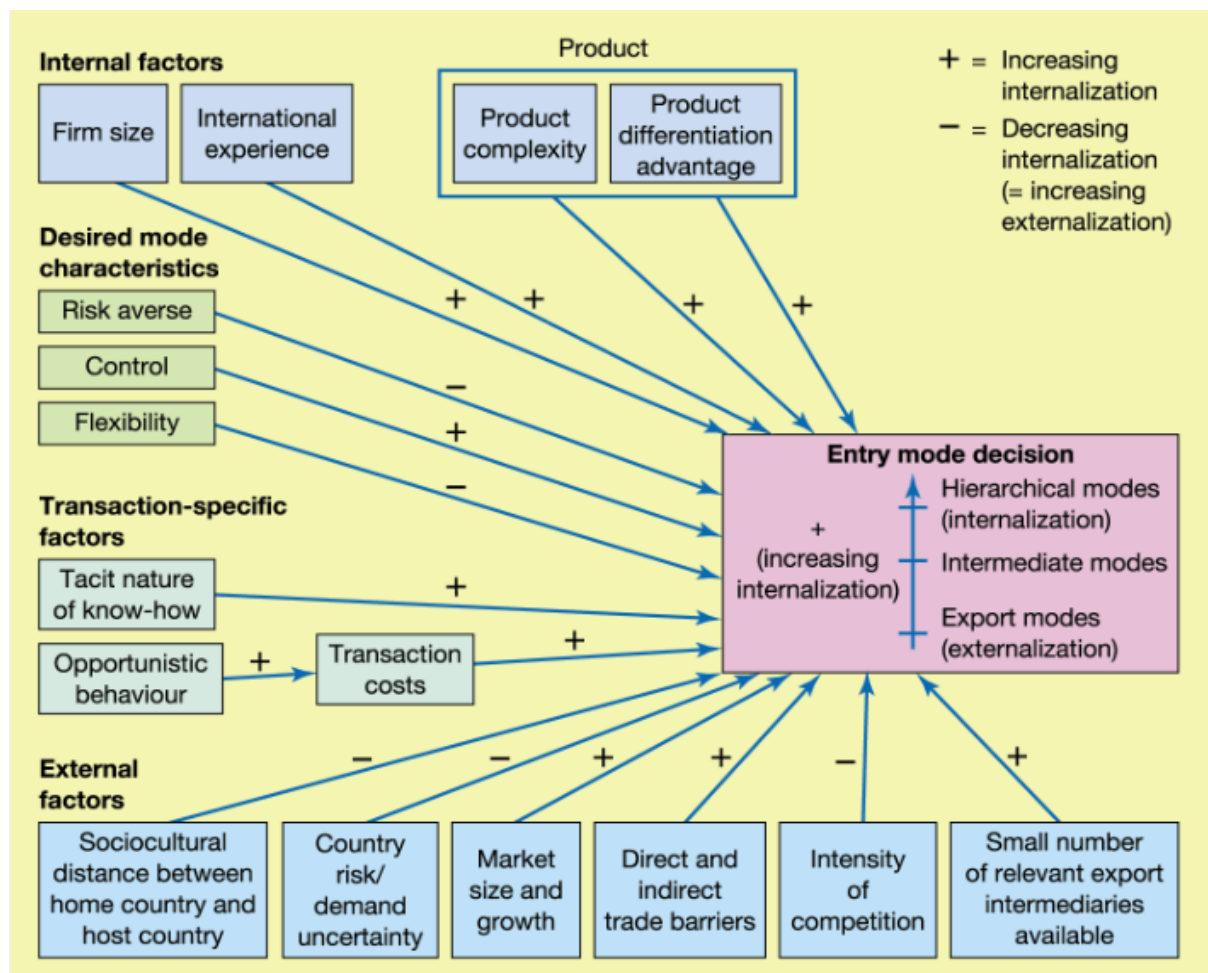 Internal factors
Firm size
International
experience
Product
Product
complexity
Product
differentiation
advantage
+ = Increasing
internalization
− = Decreasing
internalization
(= increasing
externalization)
Desired mode
characteristics
Risk averse
Control
Flexibility
+
+
+
+
−
+
−
Transaction-specific
factors
Tacit nature
of know-how
+
Opportunistic
behaviour
+
Transaction
costs
+
Entry mode decision
+
(increasing
internalization)
Hierarchical modes
(internalization)
Intermediate modes
Export modes
(externalization)
External
factors
−
−
+
+
−
+
Sociocultural
distance between
home country and
host country
Country
risk/
demand
uncertainty
Market
size and
growth
Direct and
indirect
trade barriers
Intensity
of
competition
Small number
of relevant export
intermediaries
available